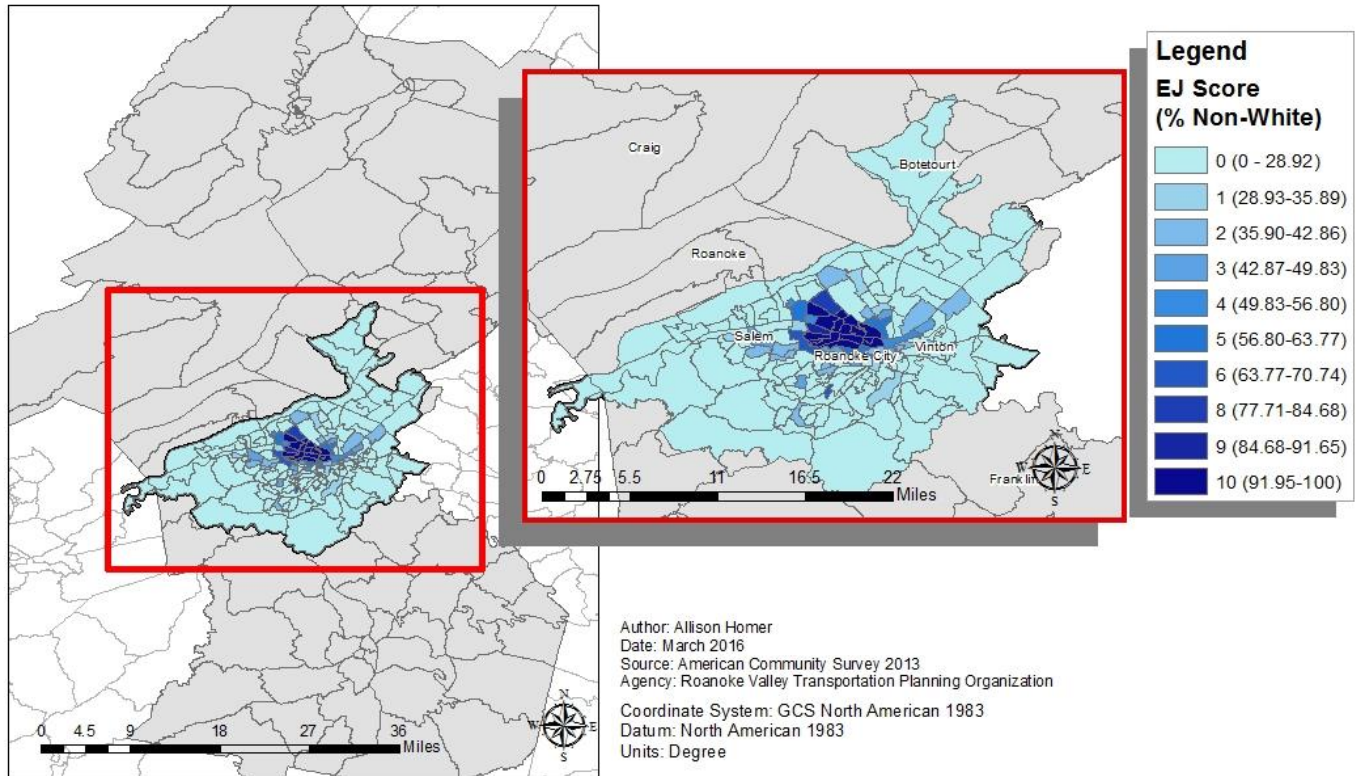 Legend
EJ Score
(% Non-White)
0 (0 - 28.92)
1 (28.93-35.89)
2 (35.90-42.86)
3 (42.87-49.83)
4 (49.83-56.80)
5 (56.80-63.77)
6 (63.77-70.74)
8 (77.71-84.68)
9 (84.68-91.65)
10 (91.95-100)
Craig
Botetourt
Roanoke
Salem
Roanoke City
Vinton
Franklin
N
W E
S
0 2.75 5.5 11 16.5 22
Miles
0 4.5 9 18 27 36
Miles
N
W E
S
Author: Allison Homer
Date: March 2016
Source: American Community Survey 2013
Agency: Roanoke Valley Transportation Planning Organization
Coordinate System: GCS North American 1983
Datum: North American 1983
Units: Degree